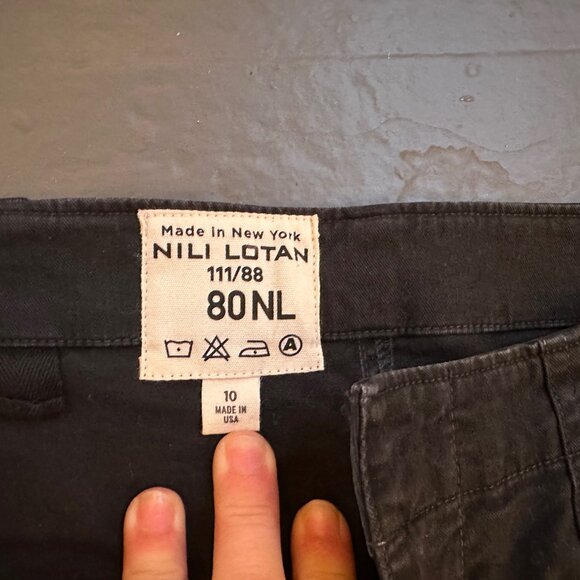 Made in New York
NILI LOTAN
111/88
80NL
A
10
MADE IN
USA